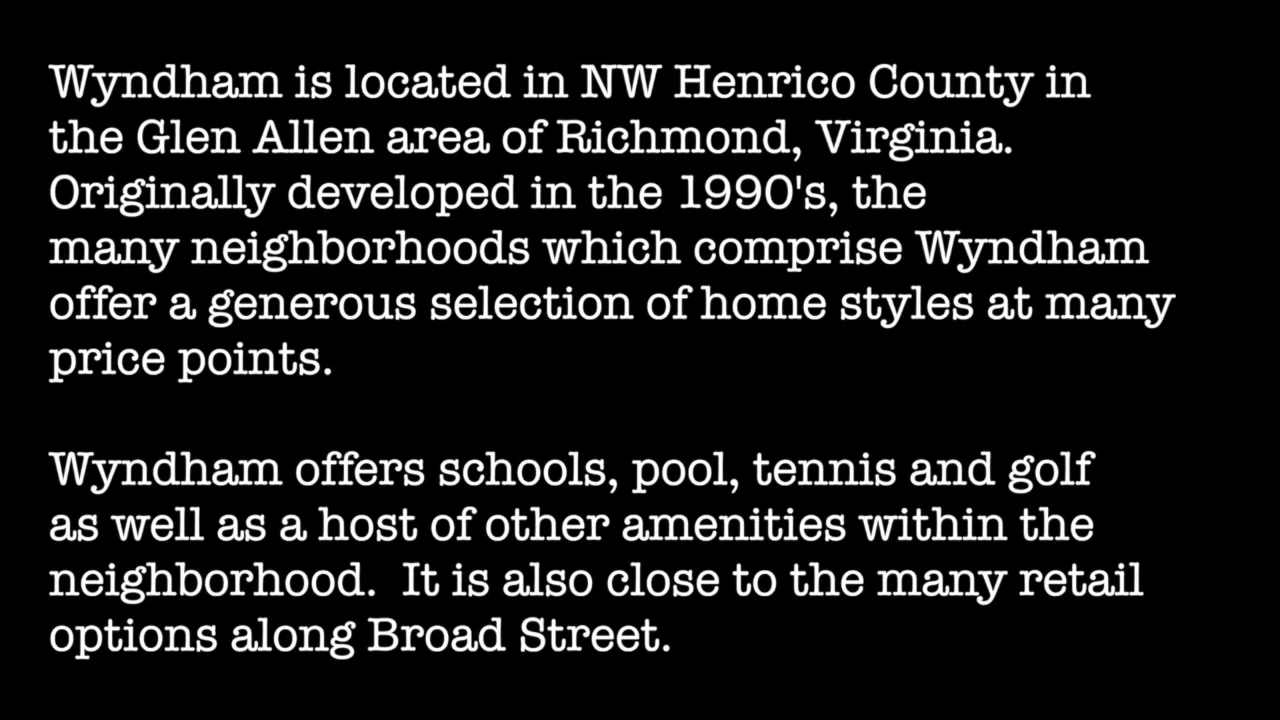 Wyndham is located in NW Henrico County in
the Glen Allen area of Richmond, Virginia.
Originally developed in the 1990's, the
many neighborhoods which comprise Wyndham
offer a generous selection of home styles at many
price points.

Wyndham offers schools, pool, tennis and golf
as well as a host of other amenities within the
neighborhood.  It is also close to the many retail
options along Broad Street.